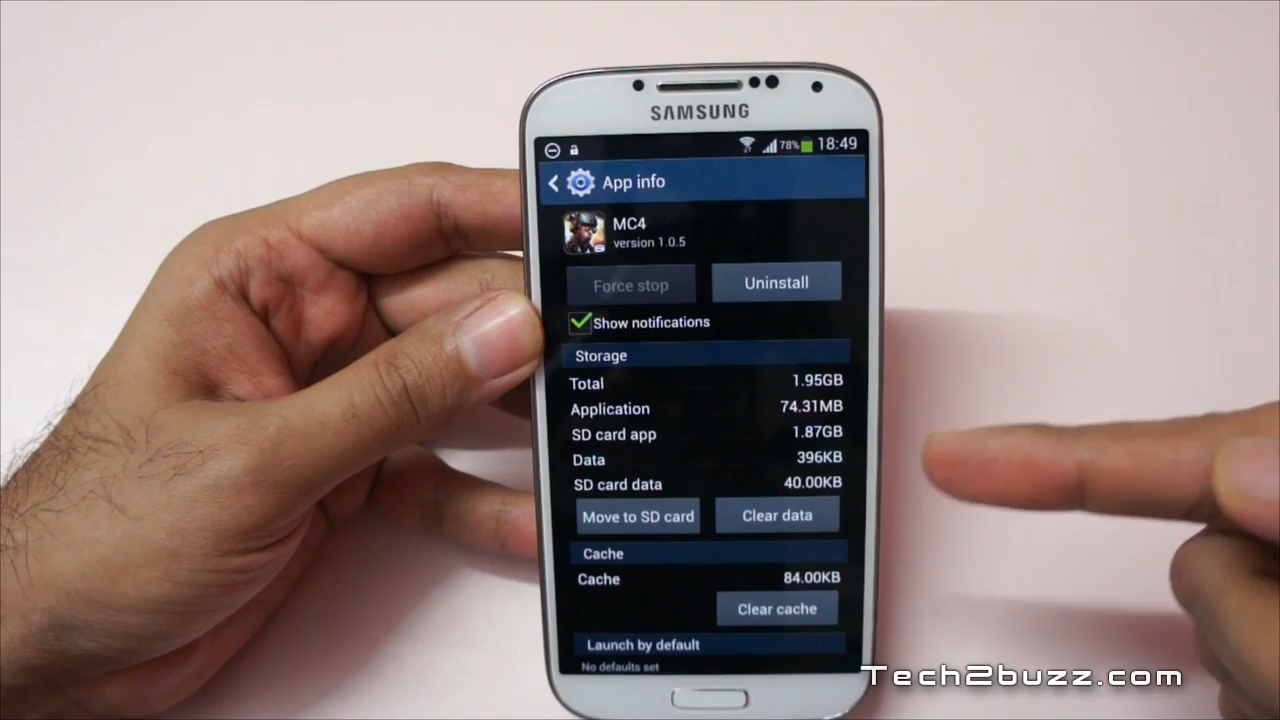 SAMSUNG
78% 18:49
App info
MC4
version 1.0.5
Force stop Uninstall
Show notifications
Storage
Total 1.95GB
Application 74.31MB
SD card app 1.87GB
Data 396KB
SD card data 40.00KB
Move to SD card Clear data
Cache
Cache 84.00KB
Clear cache
Launch by default
No defaults set
Tech2buzz.com